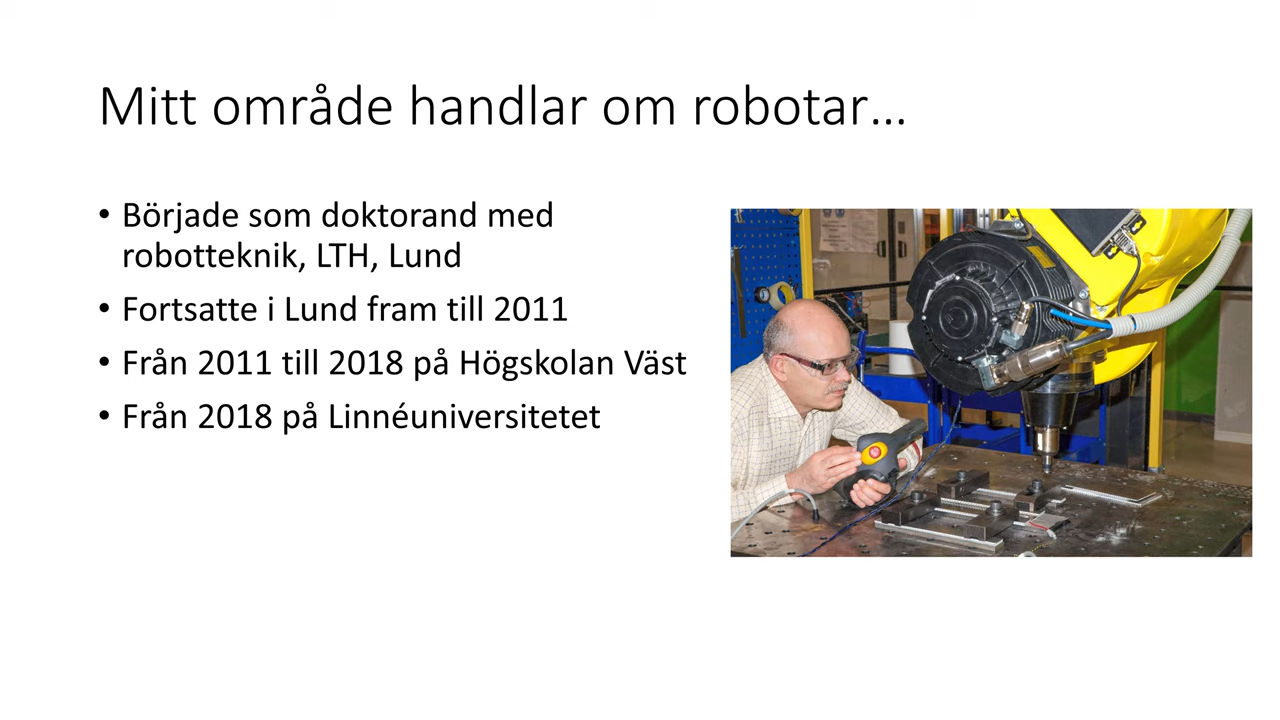 Mitt område handlar om robotar…
• Började som doktorand med
robotteknik, LTH, Lund
• Fortsatte i Lund fram till 2011
• Från 2011 till 2018 på Högskolan Väst
• Från 2018 på Linnéuniversitetet